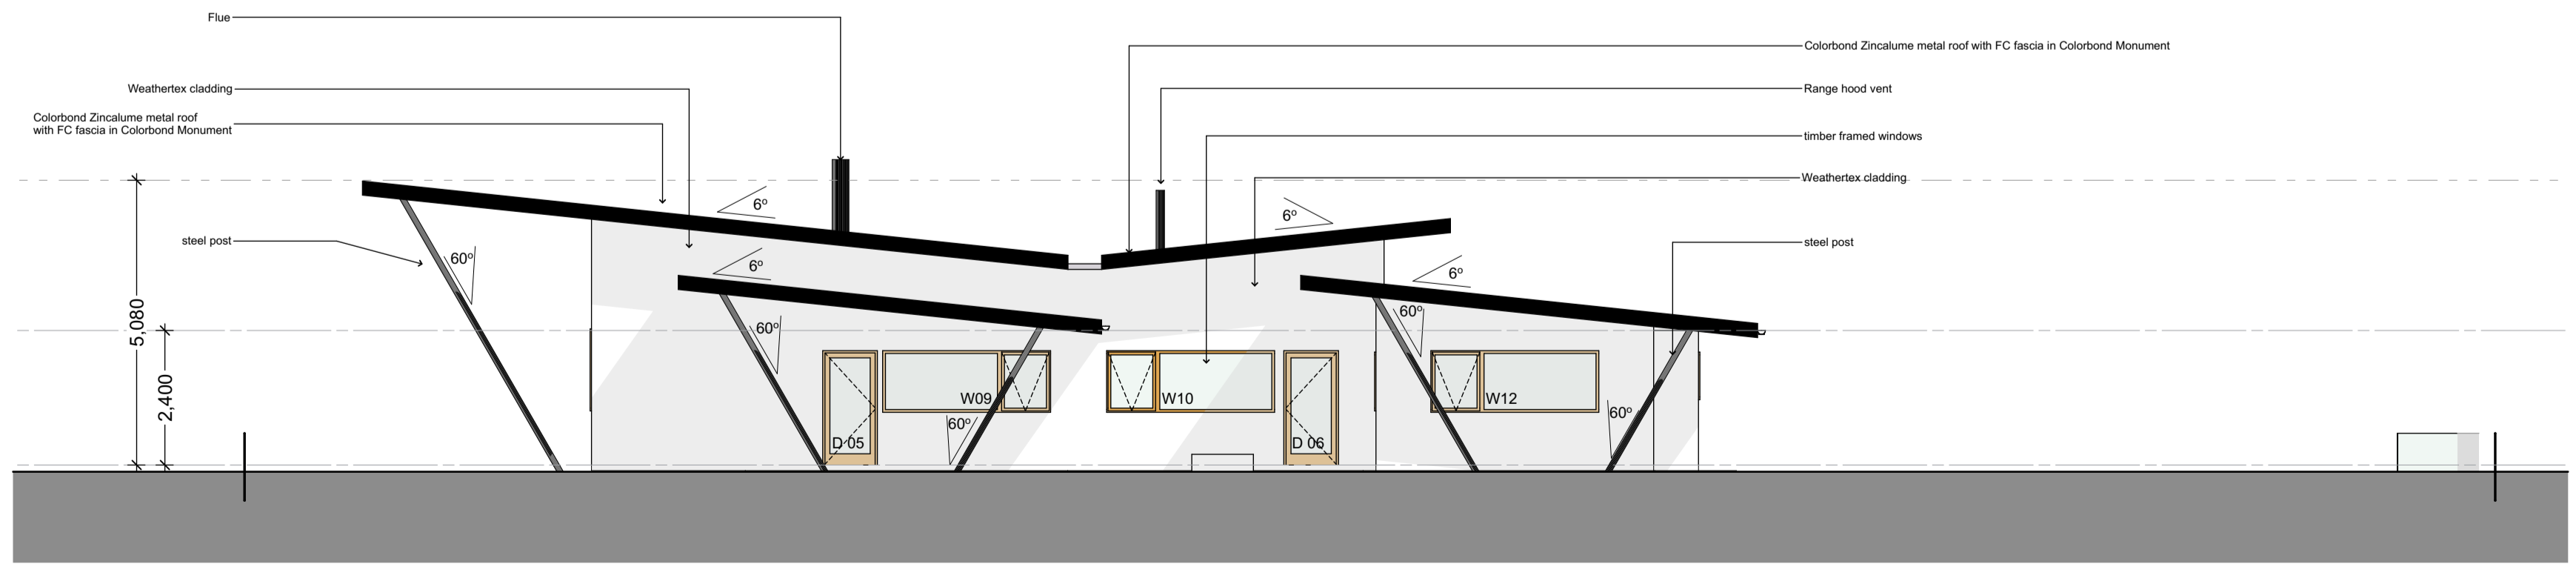 Flue
Colorbond Zincalume metal roof with FC fascia in Colorbond Monument
Weathertex cladding
Range hood vent
Colorbond Zincalume metal roof
with FC fascia in Colorbond Monument
timber framed windows
Weathertex cladding
6º
6º
steel post
steel post
60º
6º
6º
5,080
60º
60º
2,400
W09
W10
W12
60º
60º
D 05
D 06